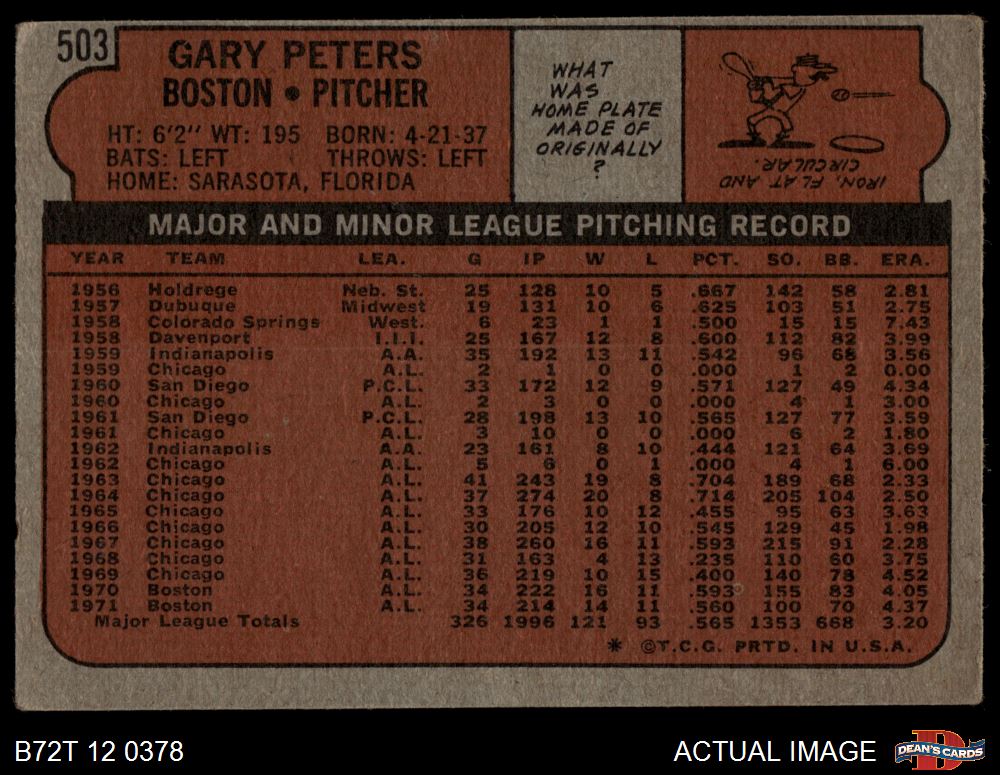 503
GARY PETERS
BOSTON • PITCHER
HT: 6'2" WT: 195 BORN: 4-21-37
BATS: LEFT THROWS: LEFT
HOME: SARASOTA, FLORIDA
WHAT
WAS
HOME PLATE
MADE OF
ORIGINALLY
?
IRON, FLAT AND
CIRCULAR.
MAJOR AND MINOR LEAGUE PITCHING RECORD
YEAR TEAM LEA. G IP W L PCT. SO. BB. ERA.
1956 Holdrege Neb. St. 25 128 10 5 .667 142 58 2.81
1957 Dubuque Midwest 19 131 10 6 .625 103 51 2.75
1958 Colorado Springs West. 6 23 1 1 .500 15 15 7.43
1958 Davenport I.I.I. 25 167 12 8 .600 112 82 3.99
1959 Indianapolis A.A. 35 192 13 11 .542 96 68 3.56
1959 Chicago A.L. 2 1 0 0 .000 1 2 0.00
1960 San Diego P.C.L. 33 172 12 9 .571 127 49 4.34
1960 Chicago A.L. 2 3 0 0 .000 4 1 3.00
1961 San Diego P.C.L. 28 198 13 10 .565 127 77 3.59
1961 Chicago A.L. 3 10 0 0 .000 6 2 1.80
1962 Indianapolis A.A. 23 161 8 10 .444 121 64 3.69
1962 Chicago A.L. 5 6 0 1 .000 4 1 6.00
1963 Chicago A.L. 41 243 19 8 .704 189 68 2.33
1964 Chicago A.L. 37 274 20 8 .714 205 104 2.50
1965 Chicago A.L. 33 176 10 12 .455 95 63 3.63
1966 Chicago A.L. 30 205 12 10 .545 129 45 1.98
1967 Chicago A.L. 38 260 16 11 .593 215 91 2.28
1968 Chicago A.L. 31 163 4 13 .235 110 60 3.75
1969 Chicago A.L. 36 219 10 15 .400 140 78 4.52
1970 Boston A.L. 34 222 16 11 .593 155 83 4.05
1971 Boston A.L. 34 214 14 11 .560 100 70 4.37
Major League Totals 326 1996 121 93 .565 1353 668 3.20
* ©T.C.G. PRTD. IN U.S.A.
B72T 12 0378 ACTUAL IMAGE
D
DEAN'S CARDS